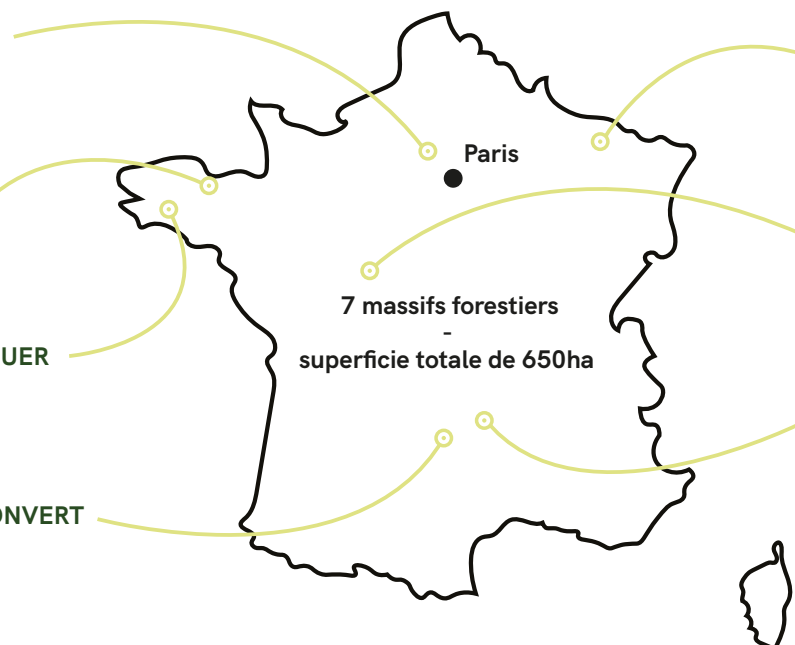 Paris
7 massifs forestiers
-
superficie totale de 650ha
UER
ONVERT